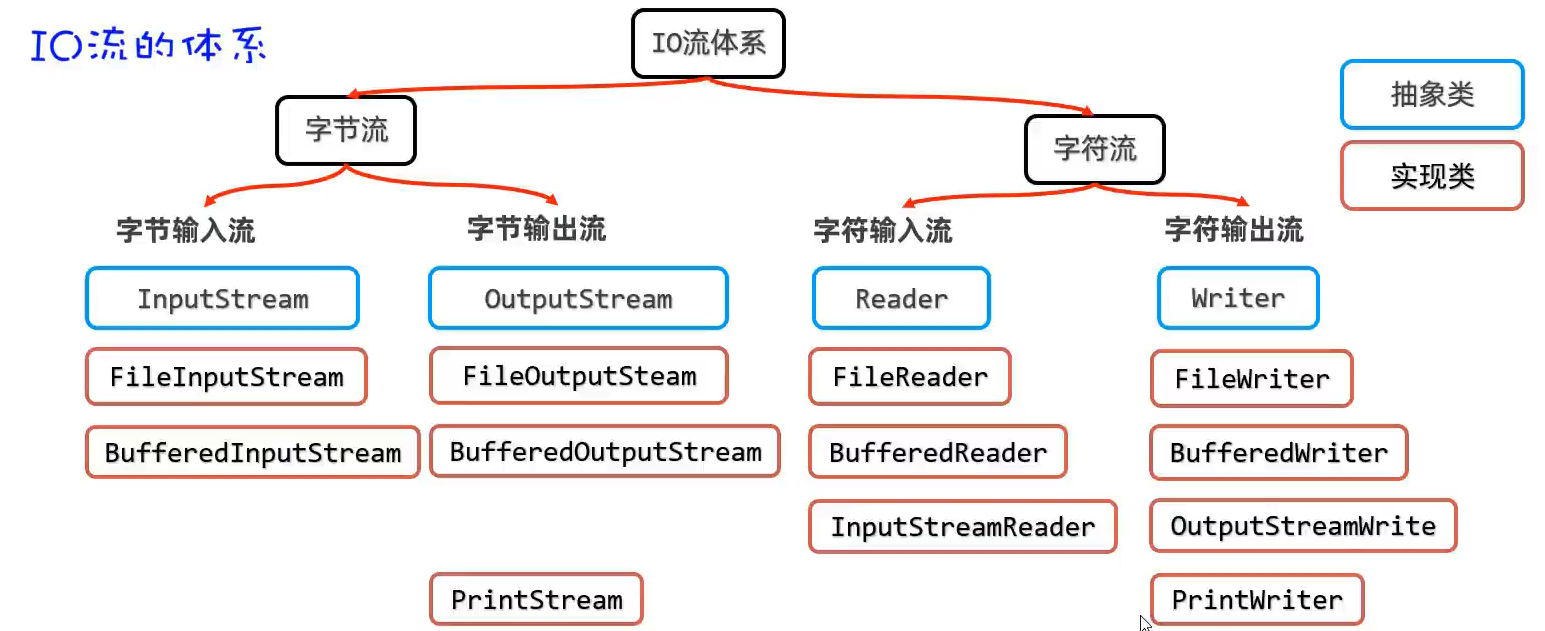 IO流的体系
IO流体系
抽象类
实现类
字节流
字符流
字节输入流
字节输出流
字符输入流
字符输出流
InputStream
OutputStream
Reader
Writer
FileInputStream
FileOutputSteam
FileReader
FileWriter
BufferedInputStream
BufferedOutputStream
BufferedReader
BufferedWriter
InputStreamReader
OutputStreamWrite
PrintStream
PrintWriter